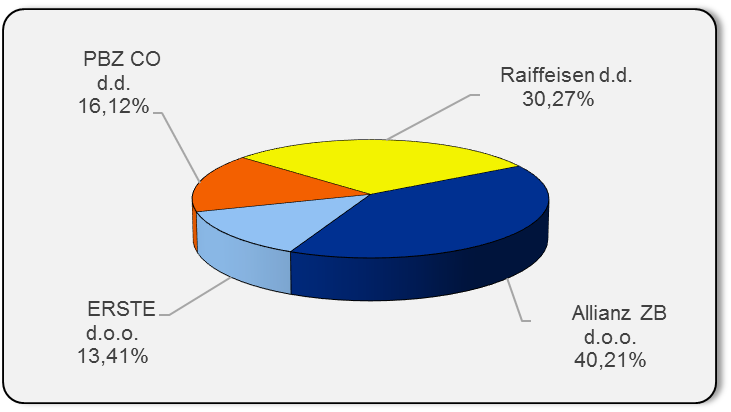 PBZ CO
d.d.
16,12%
Raiffeisen d.d.
30,27%
ERSTE
d.o.o.
13,41%
Allianz ZB
d.o.o.
40,21%